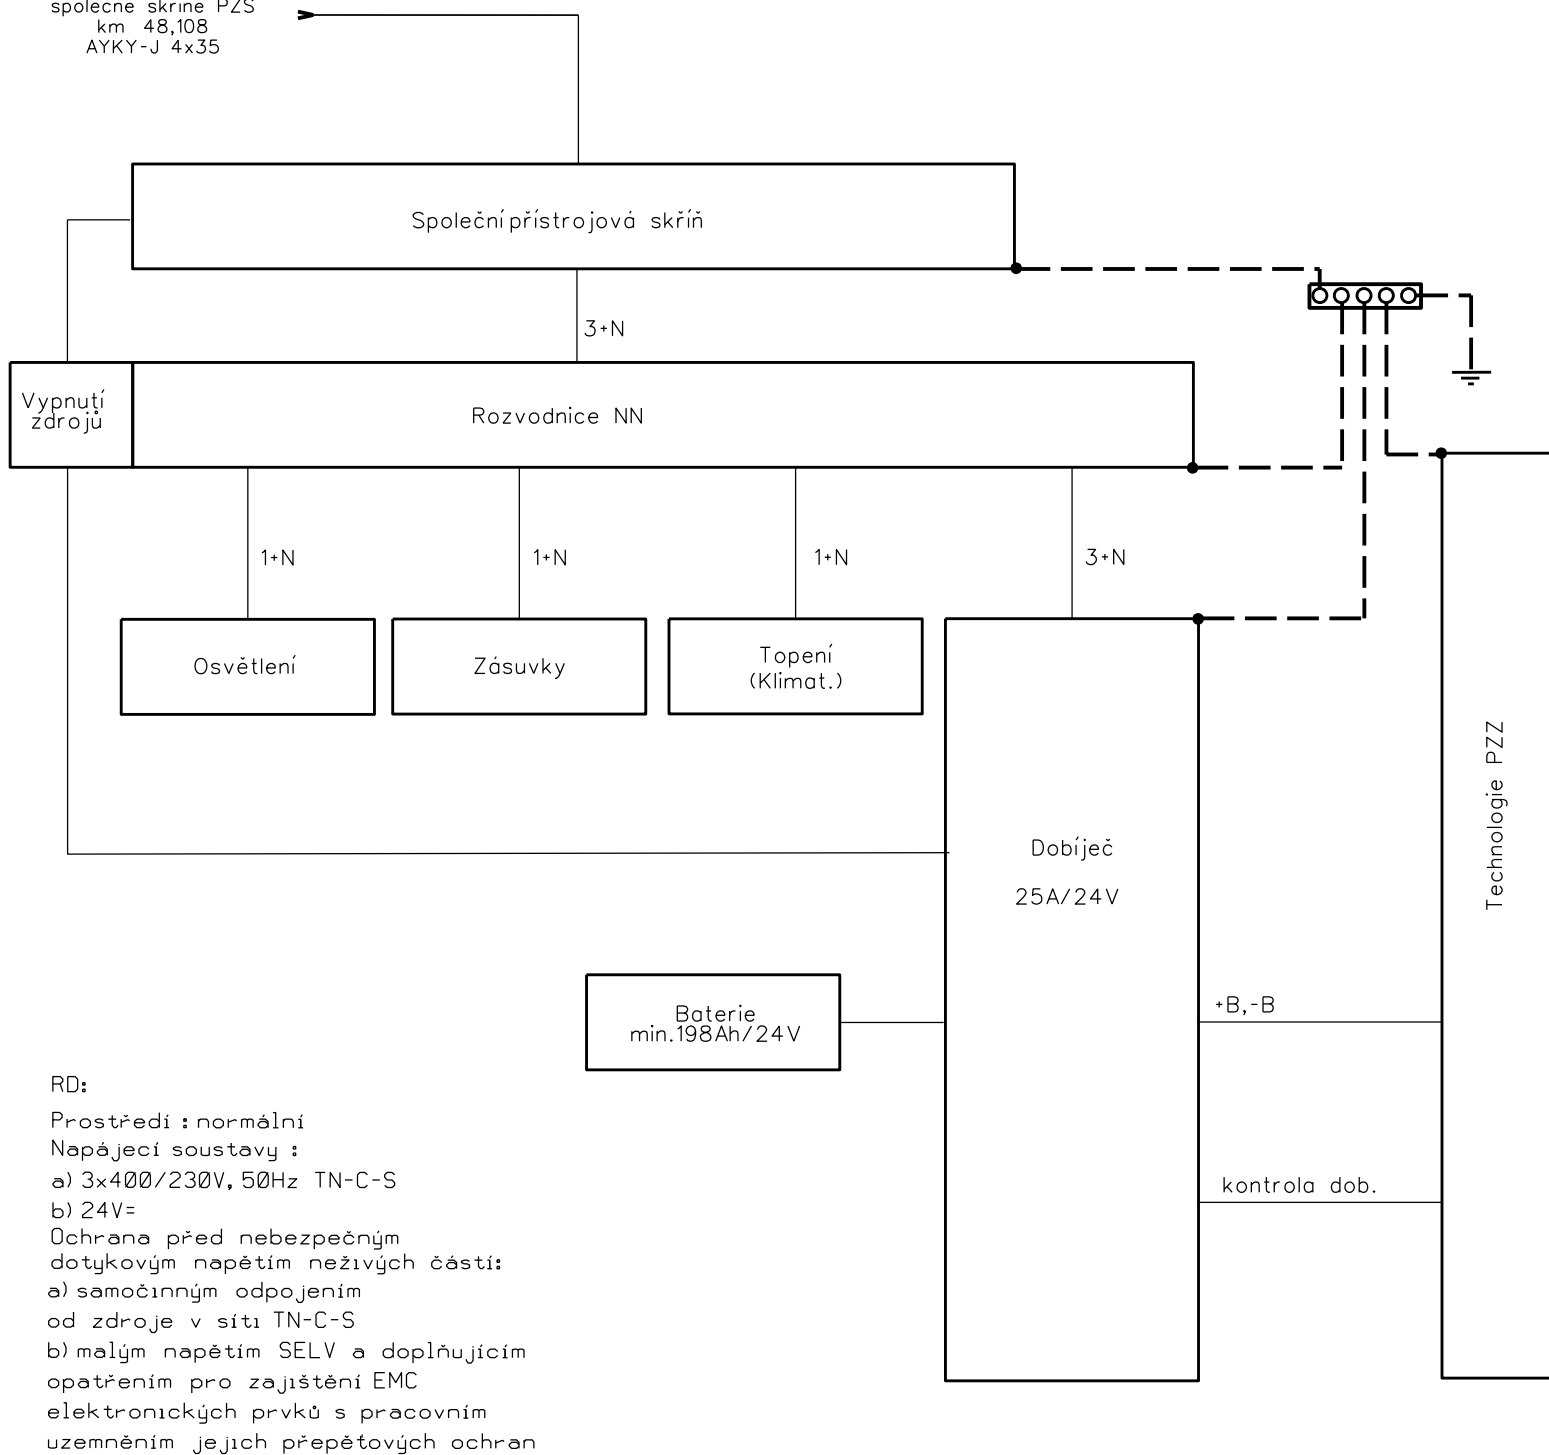 společné skříně PZS
km 48,108
AYKY-J 4x35
Společní přístrojová skříň
3+N
Vypnutí
zdrojů
Rozvodnice NN
1+N
1+N
1+N
3+N
Osvětlení
Zásuvky
Topení
(Klimat.)
Technologie PZZ
Dobíječ
25A/24V
Baterie
min.198Ah/24V
+B,-B
kontrola dob.
RD:
Prostředí : normální
Napájecí soustavy :
a) 3x400/230V, 50Hz TN-C-S
b) 24V=
Ochrana před nebezpečným
dotykovým napětím neživých částí:
a) samočinným odpojením
od zdroje v síti TN-C-S
b) malým napětím SELV a doplňujícím
opatřením pro zajištění EMC
elektronických prvků s pracovním
uzemněním jejich přepěťových ochran